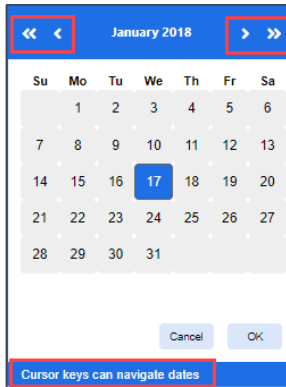 « < January 2018 > »
Su Mo Tu We Th Fr Sa
1 2 3 4 5 6
7 8 9 10 11 12 13
14 15 16 17 18 19 20
21 22 23 24 25 26 27
28 29 30 31
Cancel OK
Cursor keys can navigate dates